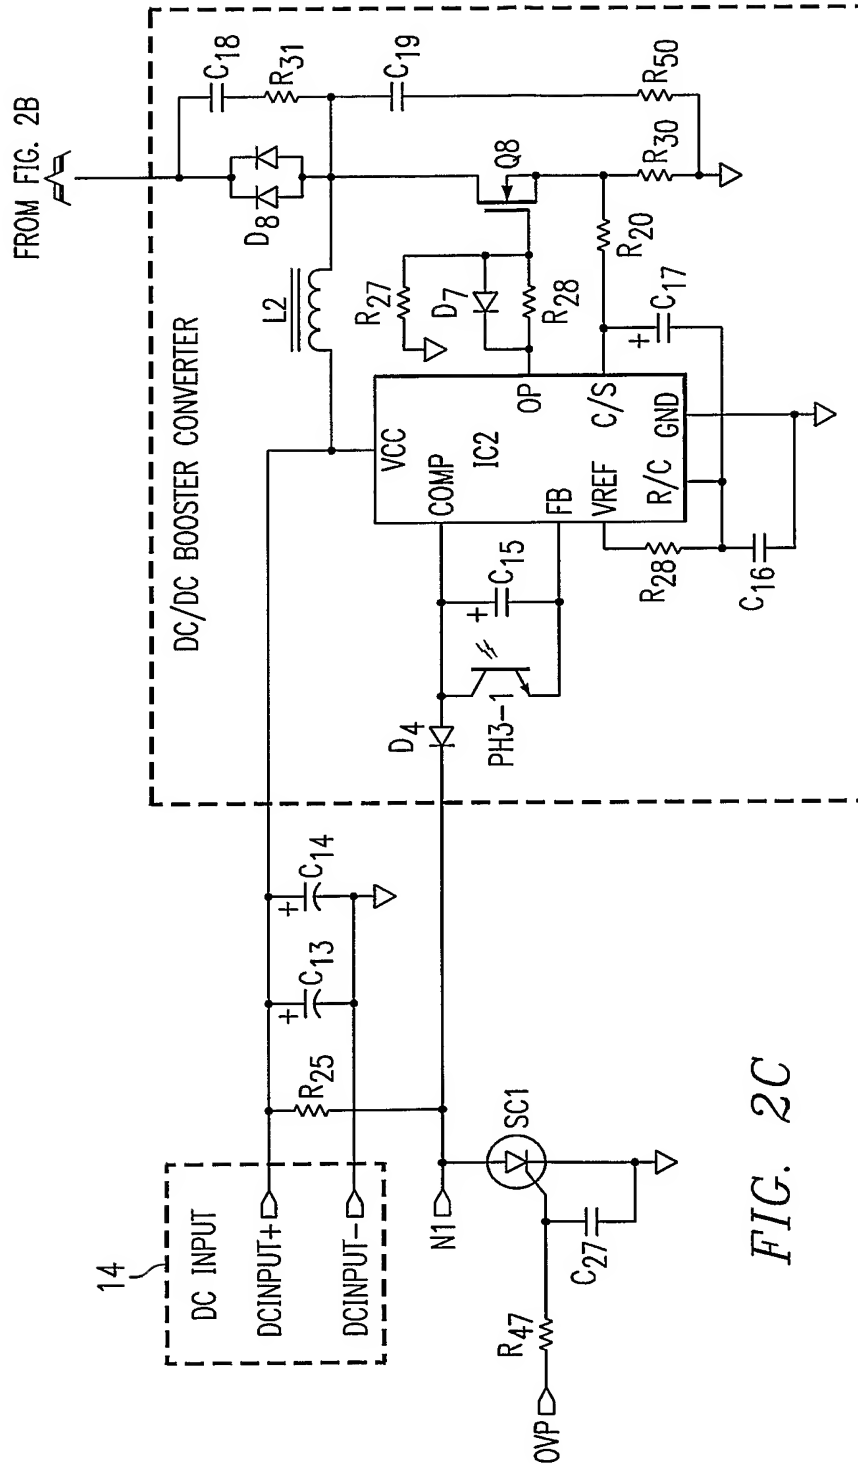 FROM FIG. 2B
DC/DC BOOSTER CONVERTER
C18
R31
D8
C19
L2
Q8
R50
R30
R27
D7
R28
R20
C17
VCC
OP
C/S
COMP
IC2
GND
FB
VREF
R/C
C15
R28
C16
D4
PH3-1
C14
C13
R25
14
DC INPUT
DCINPUT+
DCINPUT-
N1
SC1
C27
R47
OVP
FIG. 2C